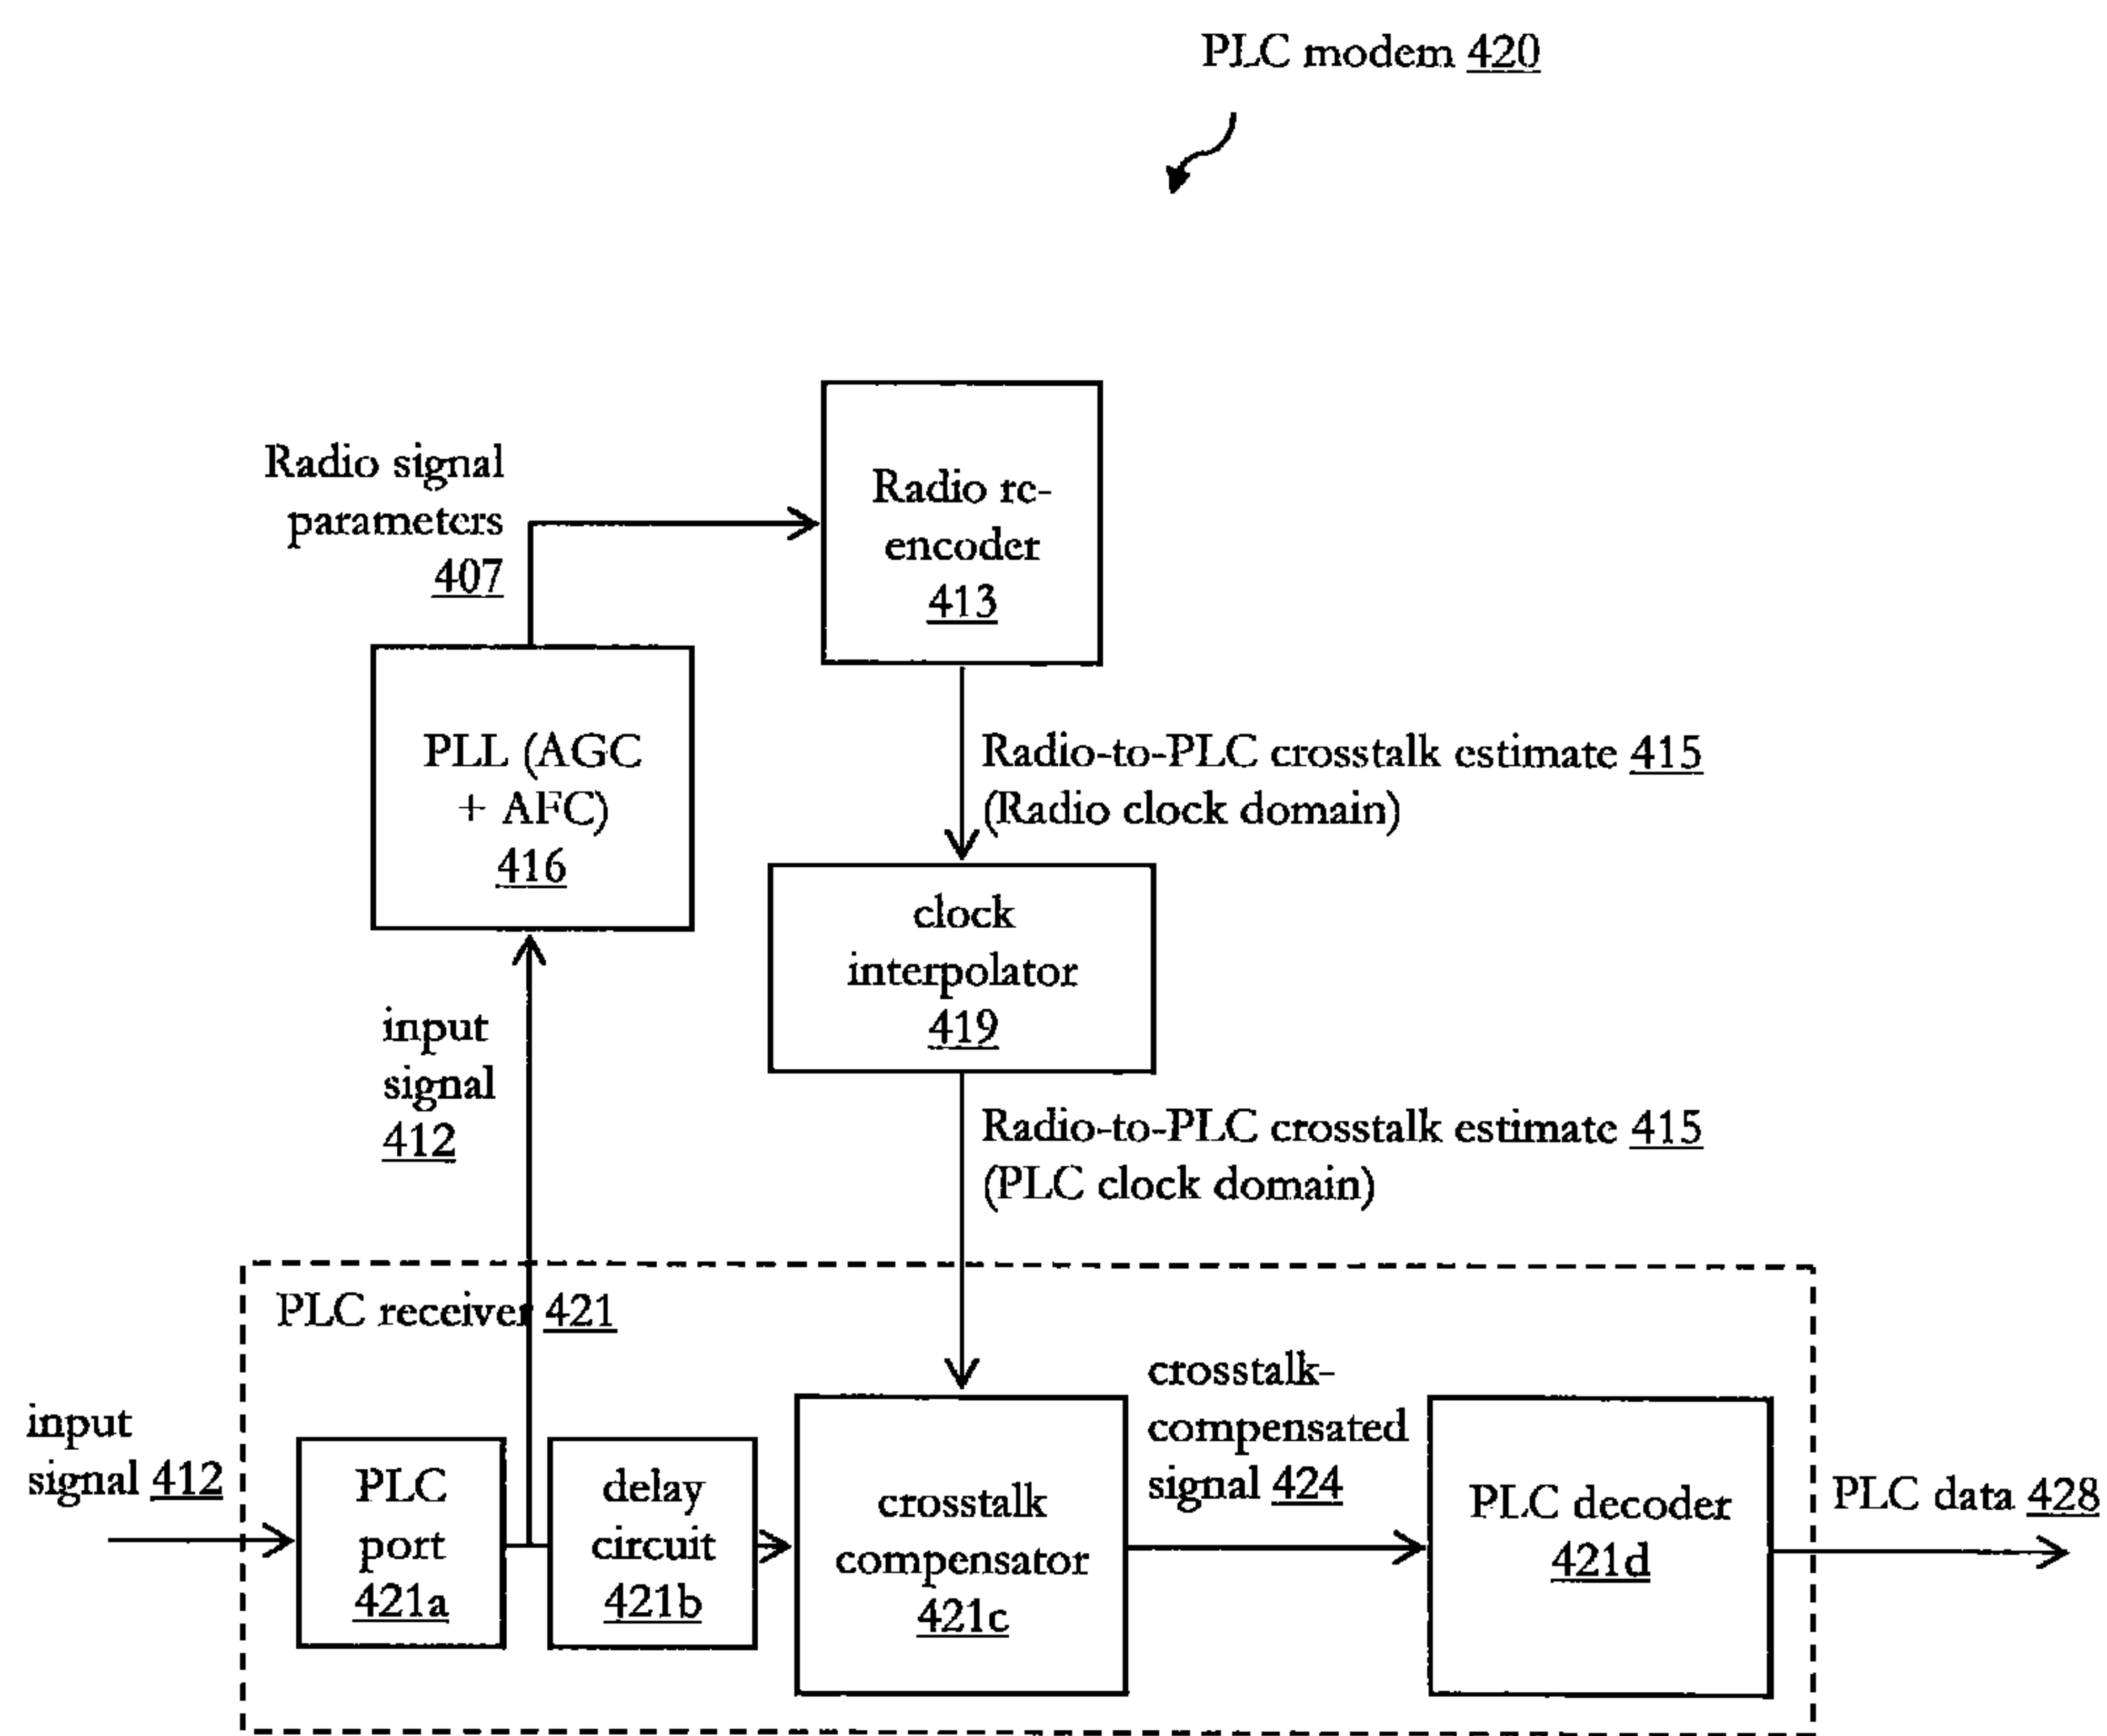 PLC modem 420
Radio signal
parameters
407
Radio re-
encoder
413
PLL (AGC
+ AFC)
416
Radio-to-PLC crosstalk estimate 415
(Radio clock domain)
clock
interpolator
419
input
signal
412
Radio-to-PLC crosstalk estimate 415
(PLC clock domain)
PLC receiver 421
input
signal 412
PLC
port
421a
delay
circuit
421b
crosstalk
compensator
421c
crosstalk-
compensated
signal 424
PLC decoder
421d
PLC data 428